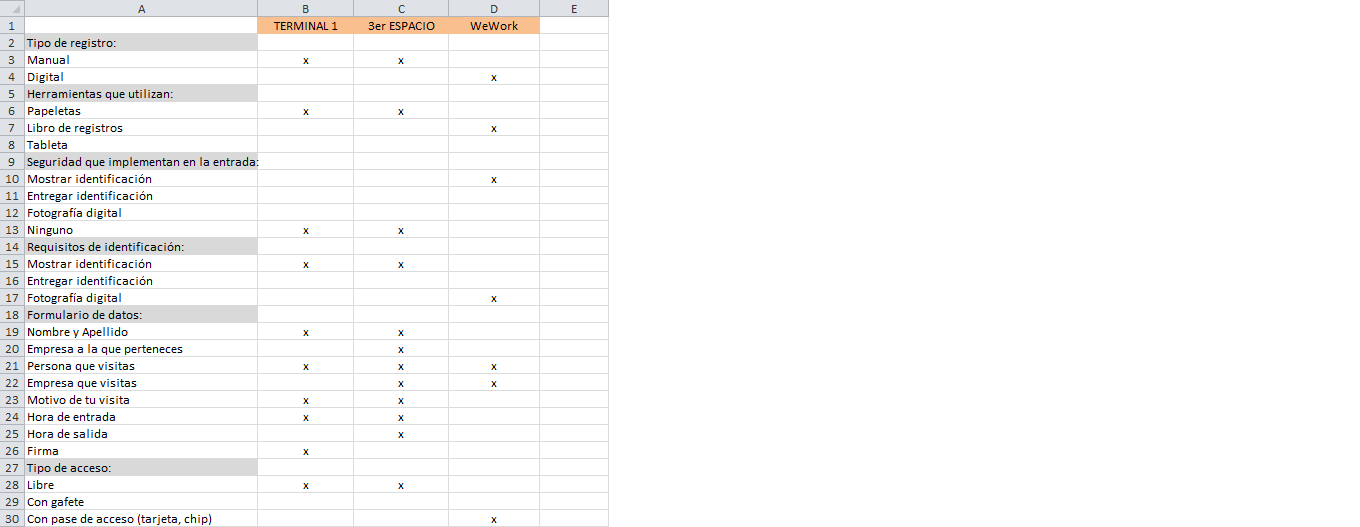 A B C D E
1 TERMINAL 1 3er ESPACIO WeWork
2 Tipo de registro:
3 Manual x x
4 Digital x
5 Herramientas que utilizan:
6 Papeletas x x
7 Libro de registros x
8 Tableta
9 Seguridad que implementan en la entrada:
10 Mostrar identificación x
11 Entregar identificación
12 Fotografía digital
13 Ninguno x x
14 Requisitos de identificación:
15 Mostrar identificación x x
16 Entregar identificación
17 Fotografía digital x
18 Formulario de datos:
19 Nombre y Apellido x x
20 Empresa a la que perteneces x
21 Persona que visitas x x x
22 Empresa que visitas x x
23 Motivo de tu visita x x
24 Hora de entrada x x
25 Hora de salida x
26 Firma x
27 Tipo de acceso:
28 Libre x x
29 Con gafete
30 Con pase de acceso (tarjeta, chip) x